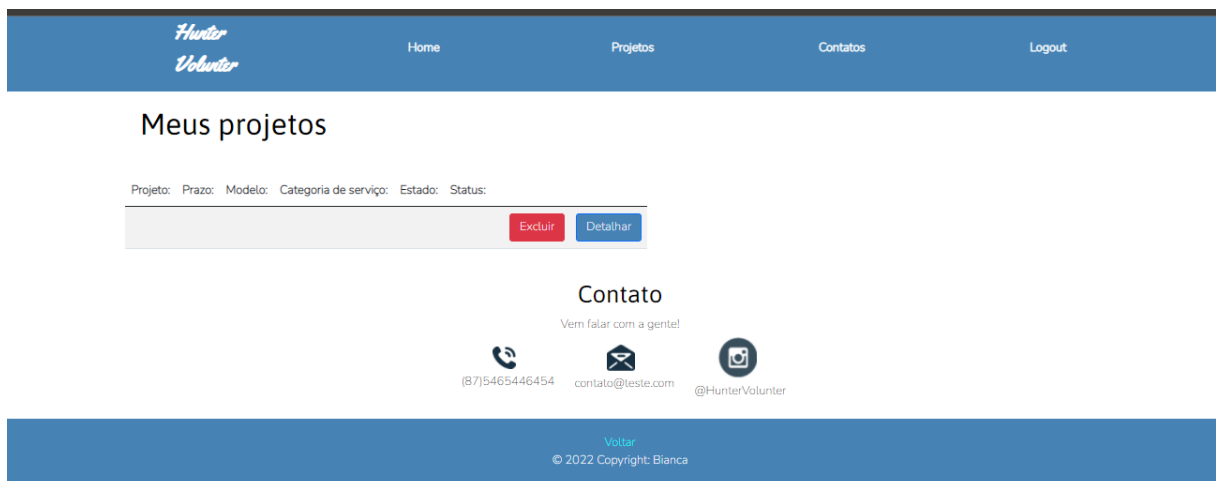 Hunter
Volunter
Home Projetos Contatos Logout
Meus projetos
Projeto: Prazo: Modelo: Categoria de serviço: Estado: Status:
Excluir Detalhar
Contato
Vem falar com a gente!
(87)5465446454 contato@teste.com @HunterVolunter
Voltar
© 2022 Copyright: Bianca